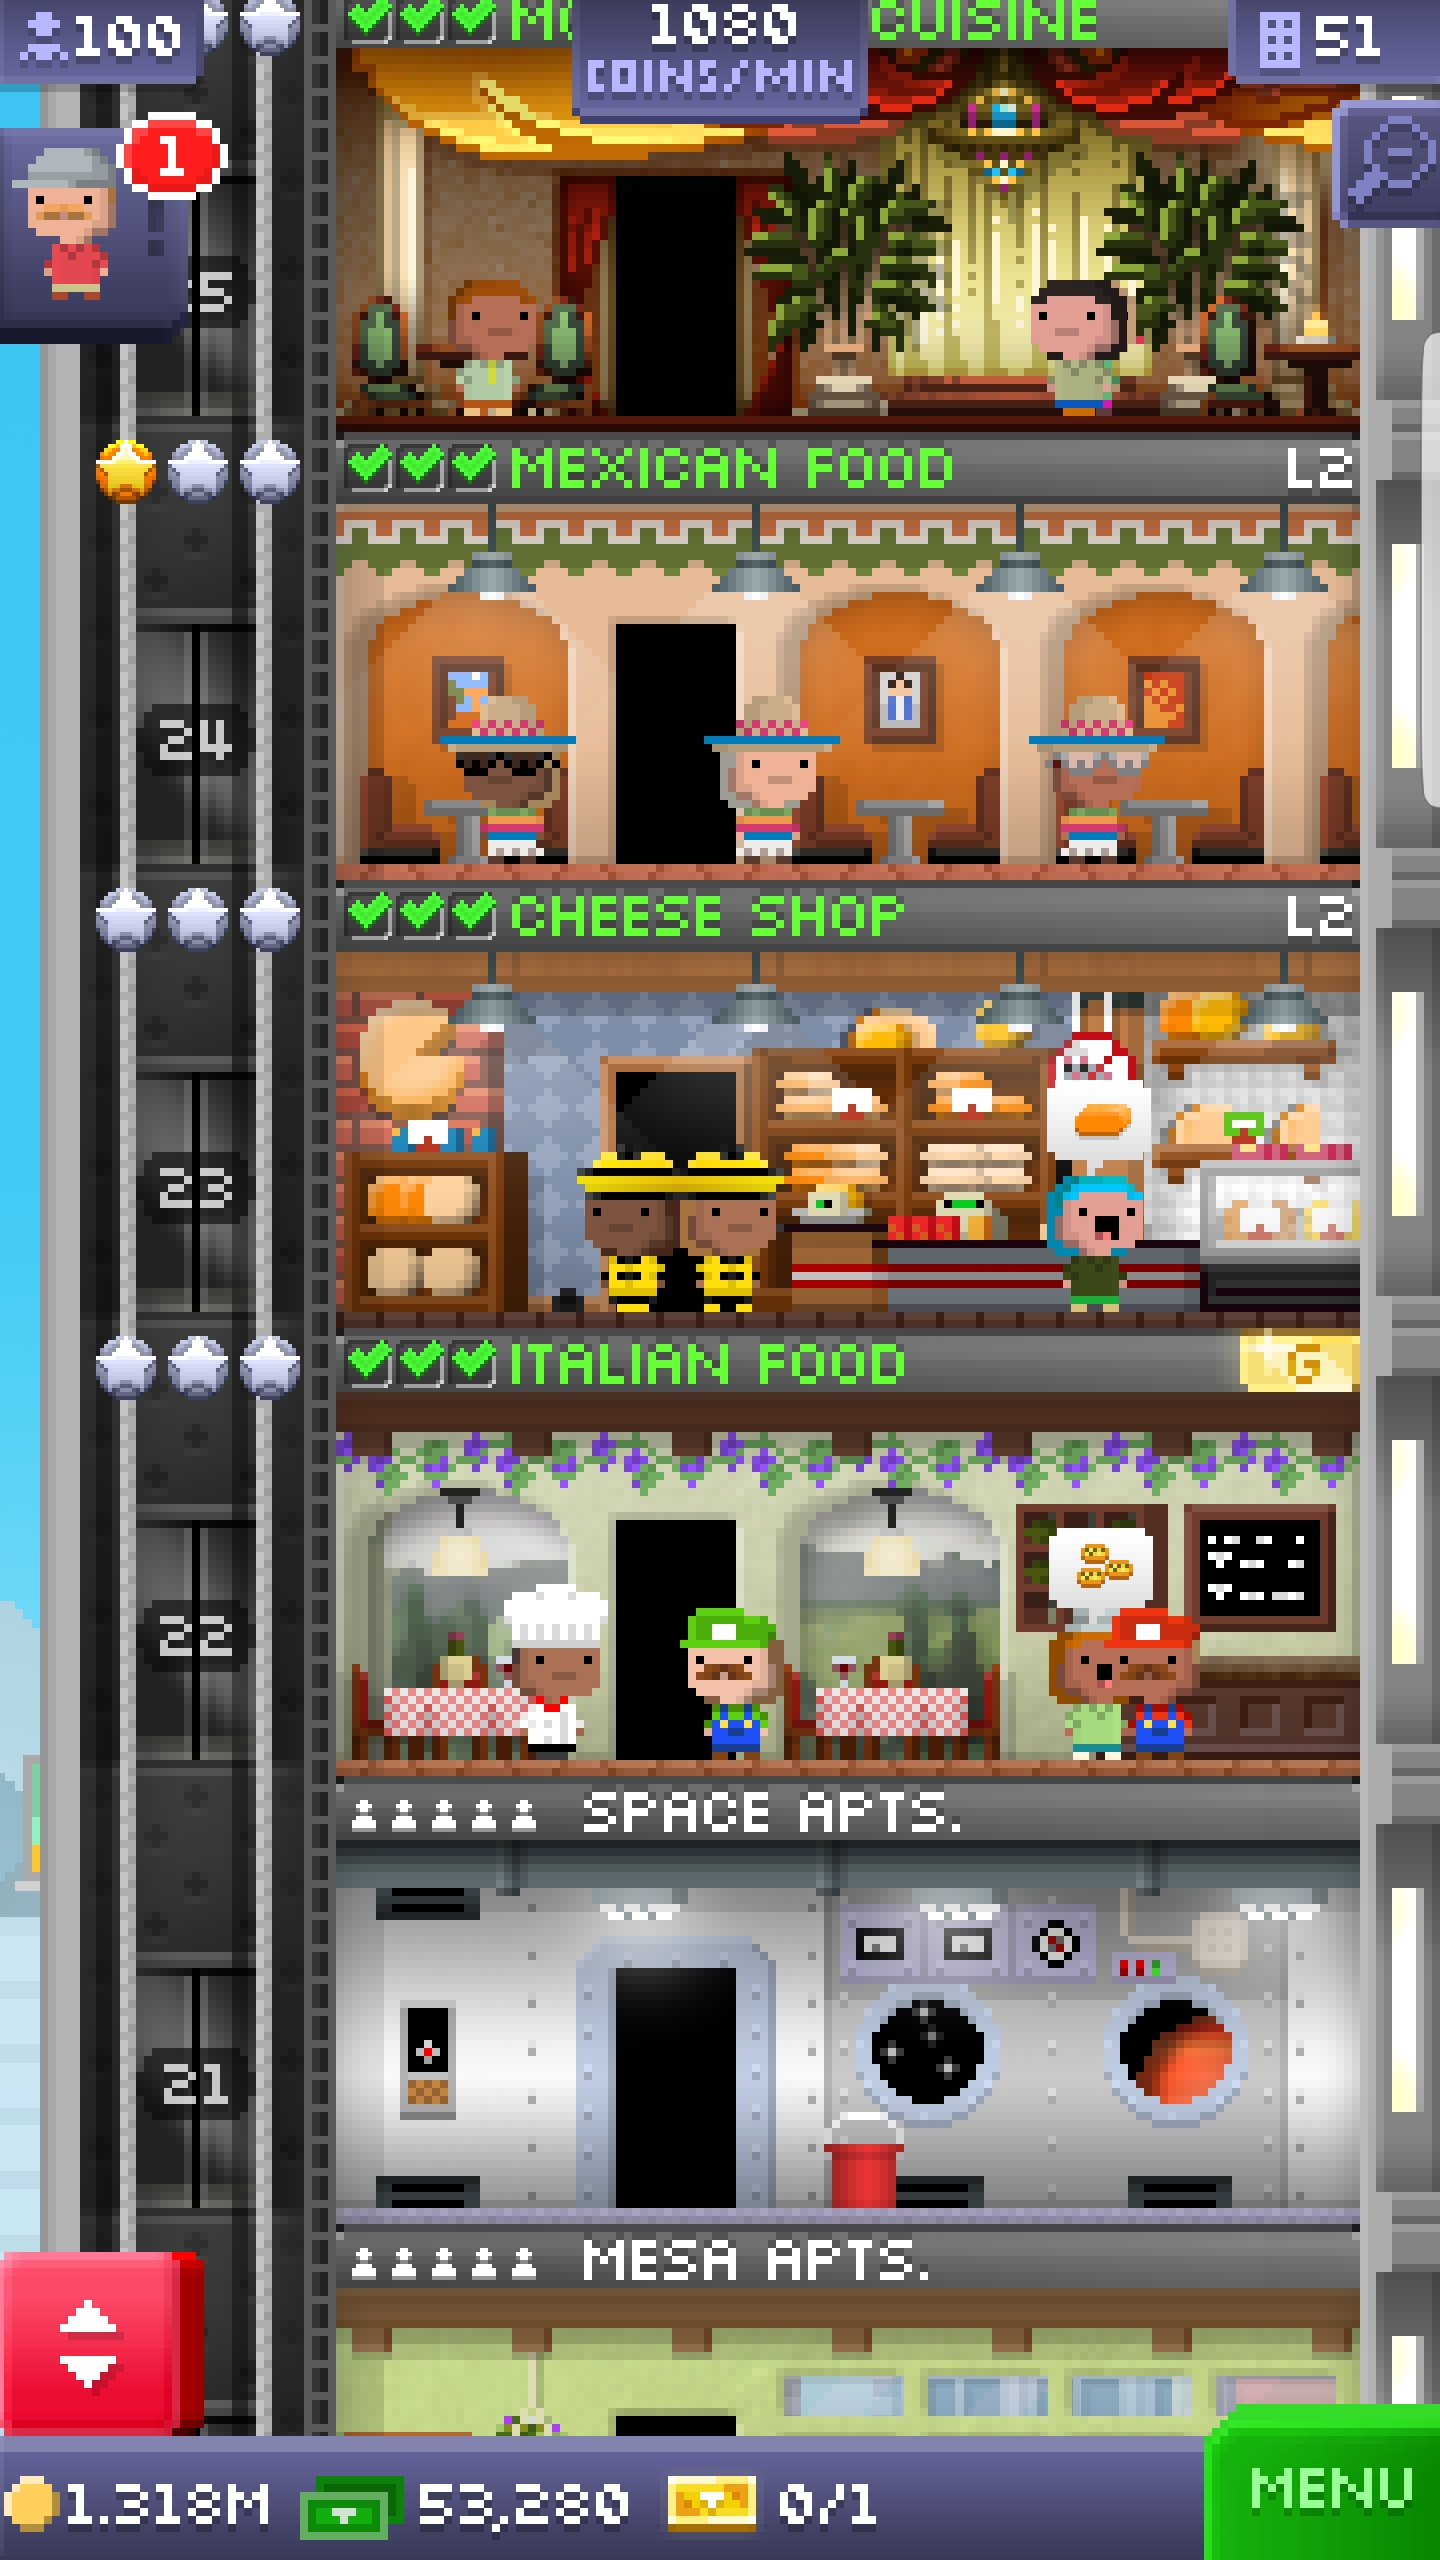 100
1080
COINS/MIN
CUISINE
51
1
MEXICAN FOOD
L2
24
CHEESE SHOP
L2
23
ITALIAN FOOD
G
22
SPACE APTS.
21
MESA APTS.
1.318M
53,280
0/1
MENU